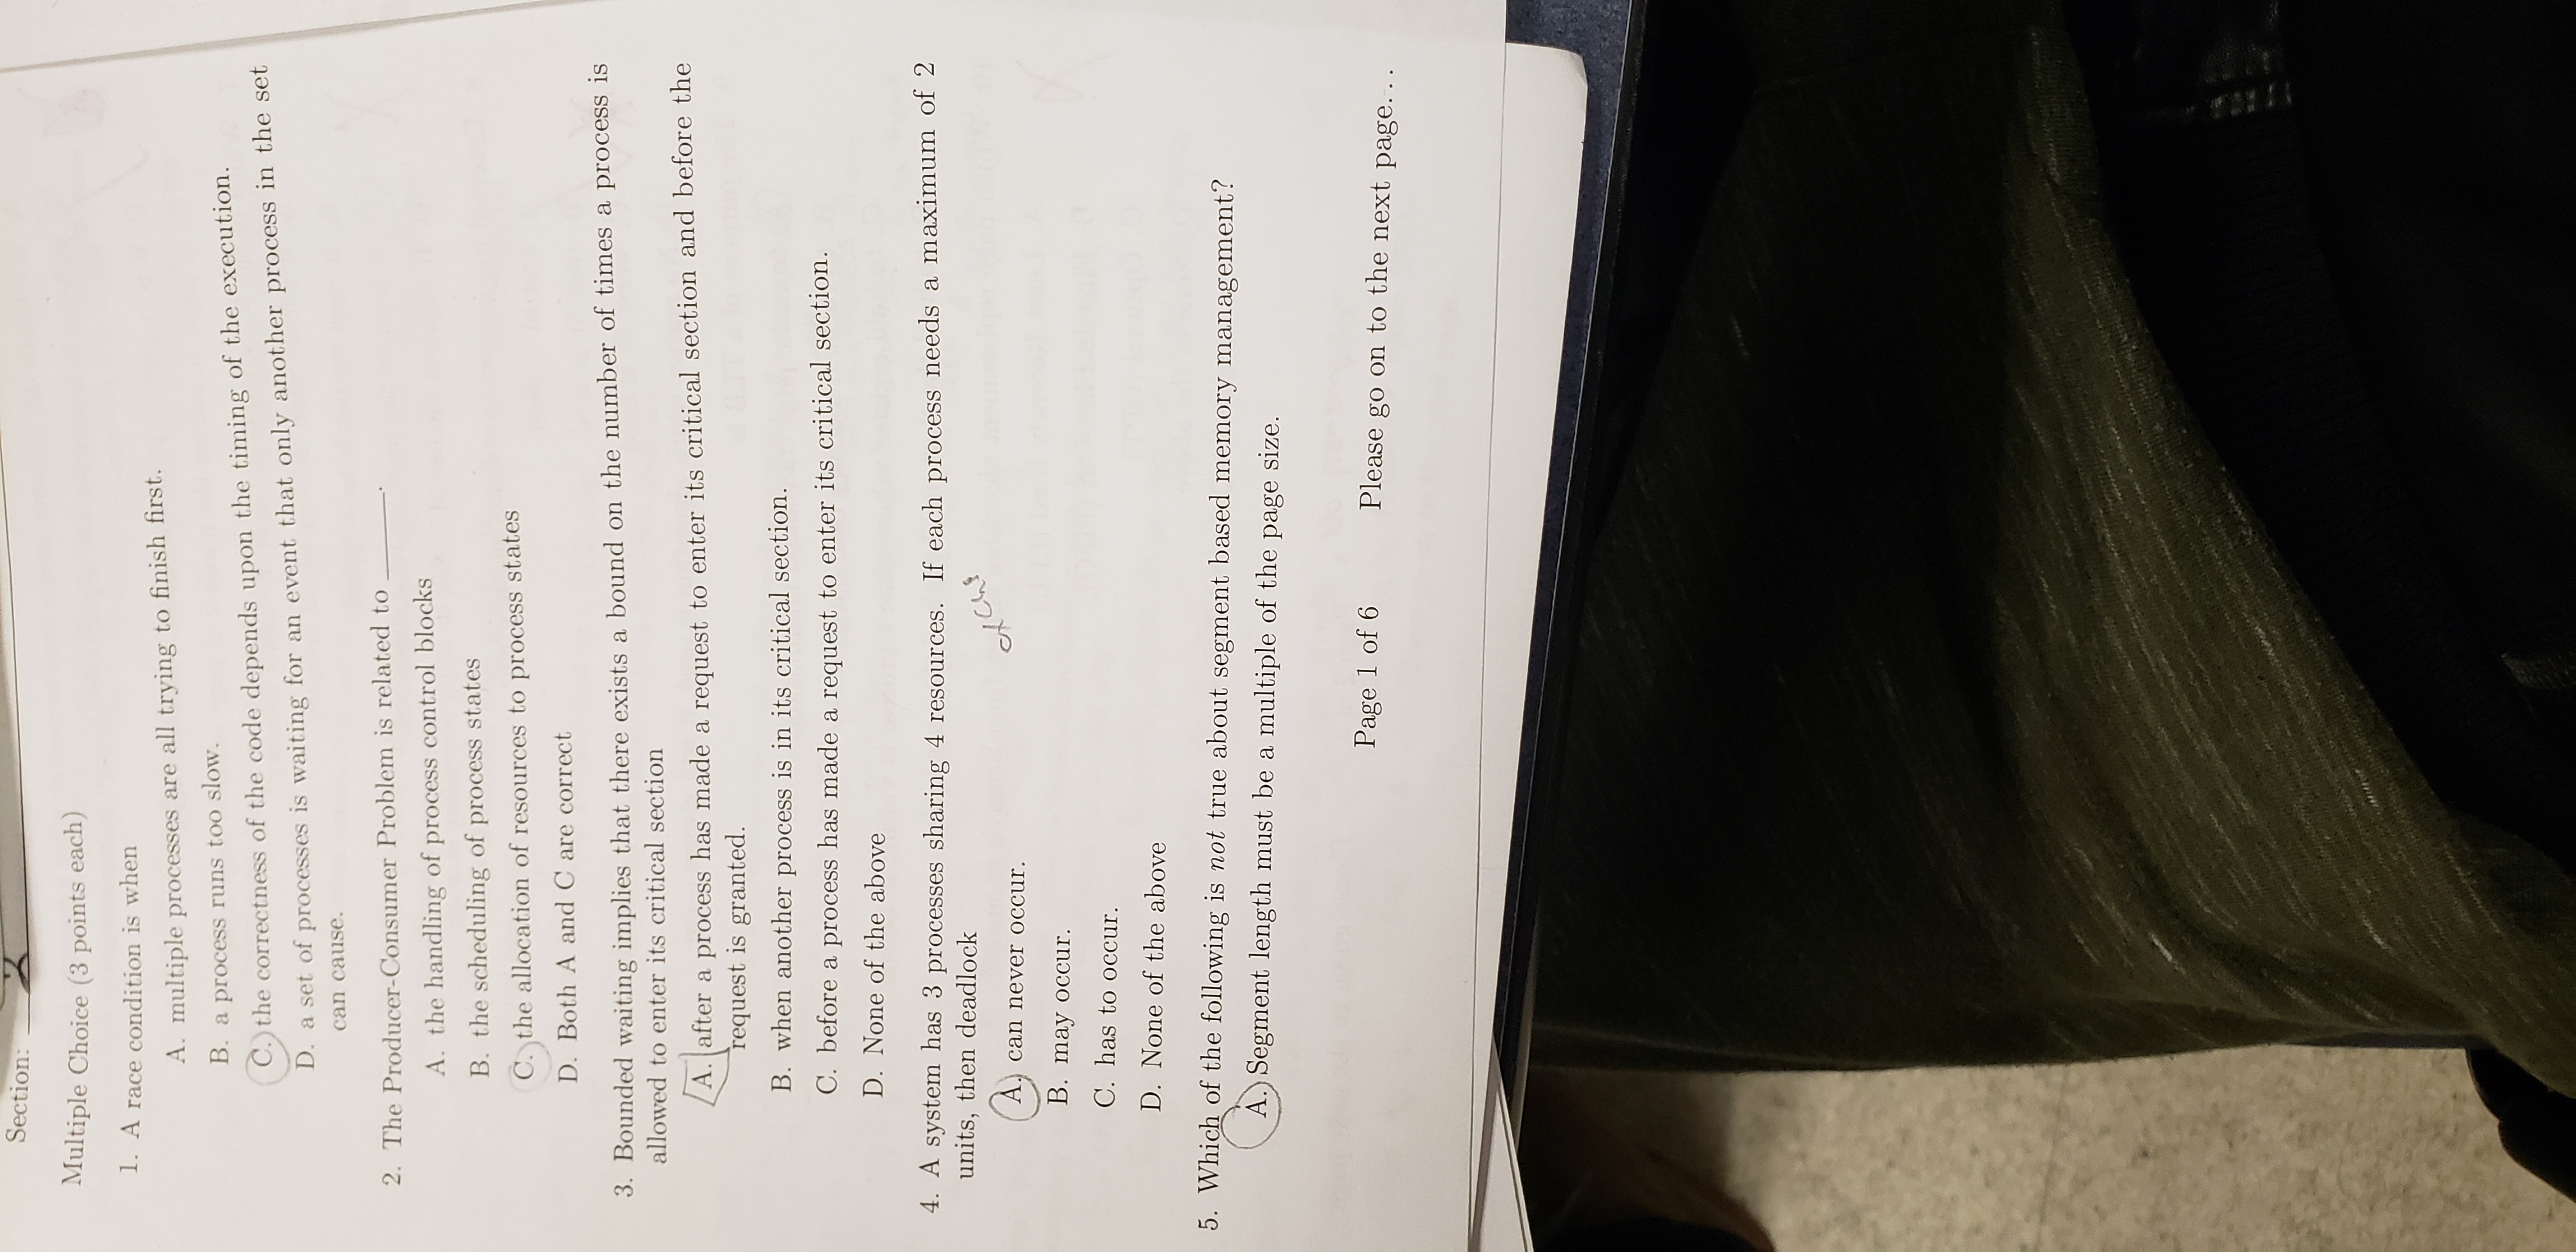 Section: 2
Multiple Choice (3 points each)
1. A race condition is when
A. multiple processes are all trying to finish first.
B. a process runs too slow.
C. the correctness of the code depends upon the timing of the execution.
D. a set of processes is waiting for an event that only another process in the set
can cause.
2. The Producer-Consumer Problem is related to ______.
A. the handling of process control blocks
B. the scheduling of process states
C. the allocation of resources to process states
D. Both A and C are correct
3. Bounded waiting implies that there exists a bound on the number of times a process is
allowed to enter its critical section
A. after a process has made a request to enter its critical section and before the
request is granted.
B. when another process is in its critical section.
C. before a process has made a request to enter its critical section.
D. None of the above
4. A system has 3 processes sharing 4 resources. If each process needs a maximum of 2
units, then deadlock
A. can never occur.
B. may occur.
C. has to occur.
D. None of the above
5. Which of the following is not true about segment based memory management?
A. Segment length must be a multiple of the page size.
Page 1 of 6 Please go on to the next page...